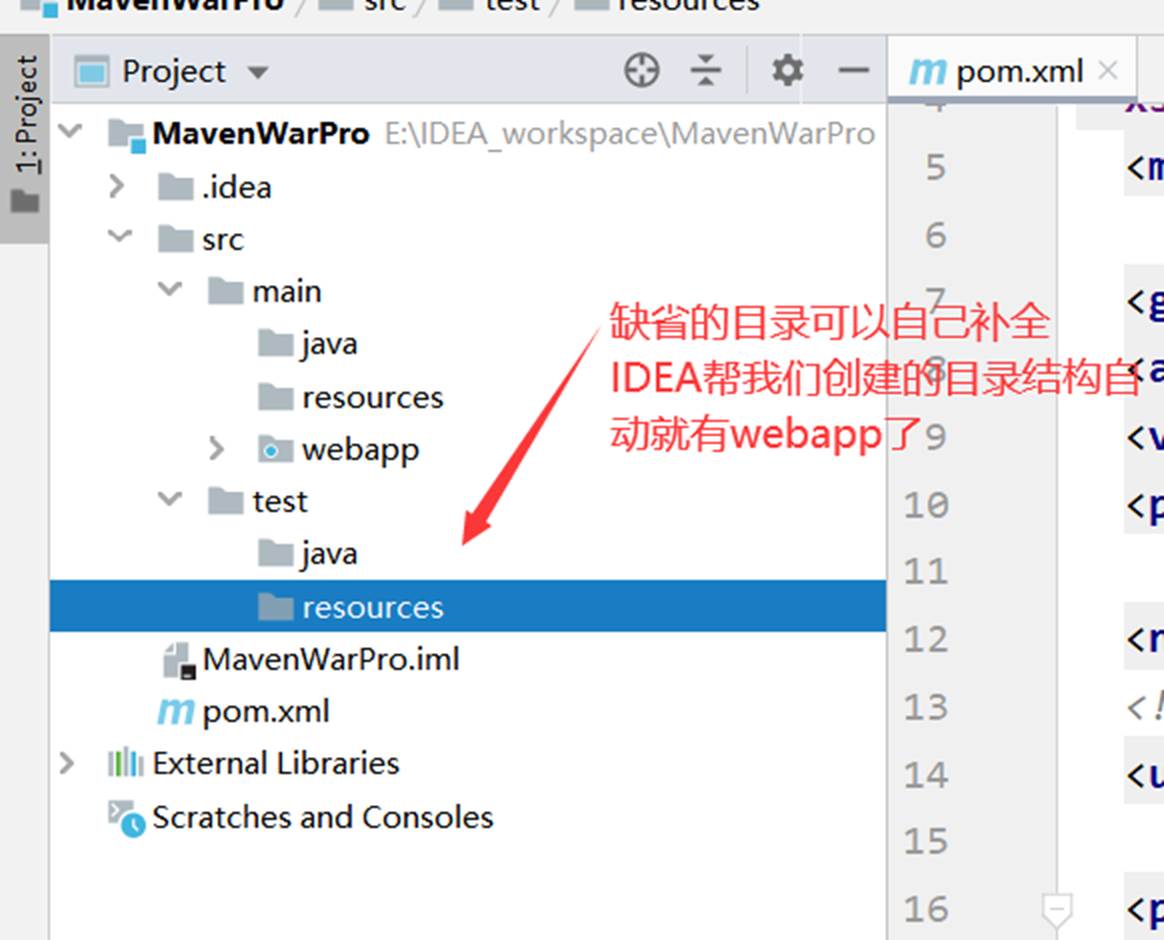 MavenWarPro / src / test / resources
1: Project
Project
pom.xml
MavenWarPro E:\IDEA_workspace\MavenWarPro
.idea
src
main
java
resources
webapp
test
java
resources
MavenWarPro.iml
pom.xml
External Libraries
Scratches and Consoles
缺省的目录可以自己补全
IDEA帮我们创建的目录结构自
动就有webapp了
4
5 <m
6
7 <g
8 <a
9 <v
10 <p
11
12 <n
13 <!
14 <u
15
16 <p